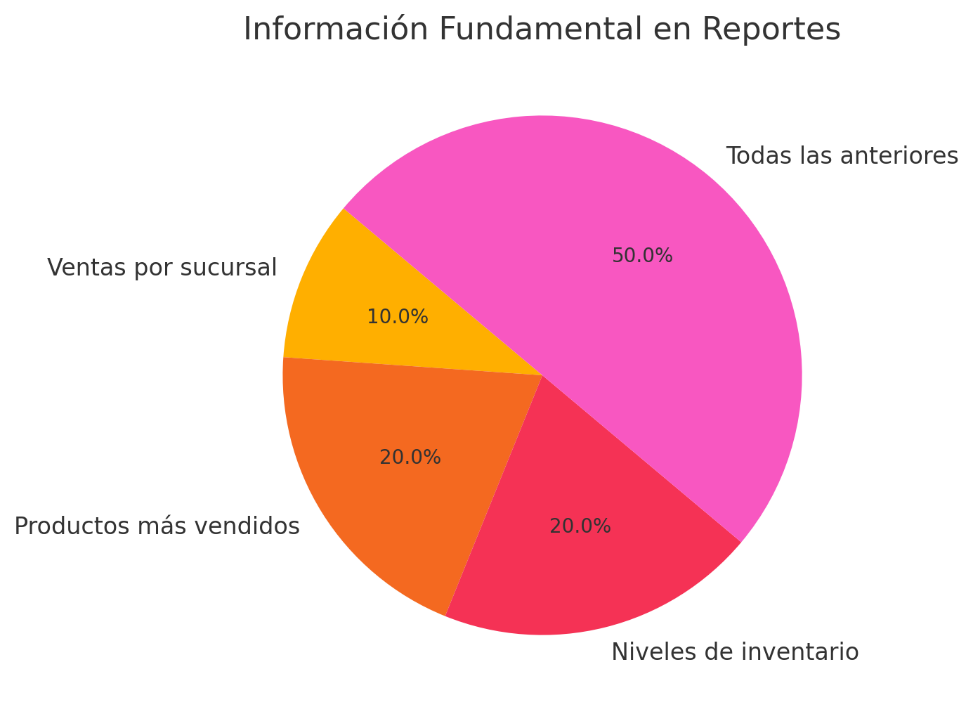 Información Fundamental en Reportes
Todas las anteriores
50.0%
Ventas por sucursal
10.0%
20.0%
Productos más vendidos
20.0%
Niveles de inventario